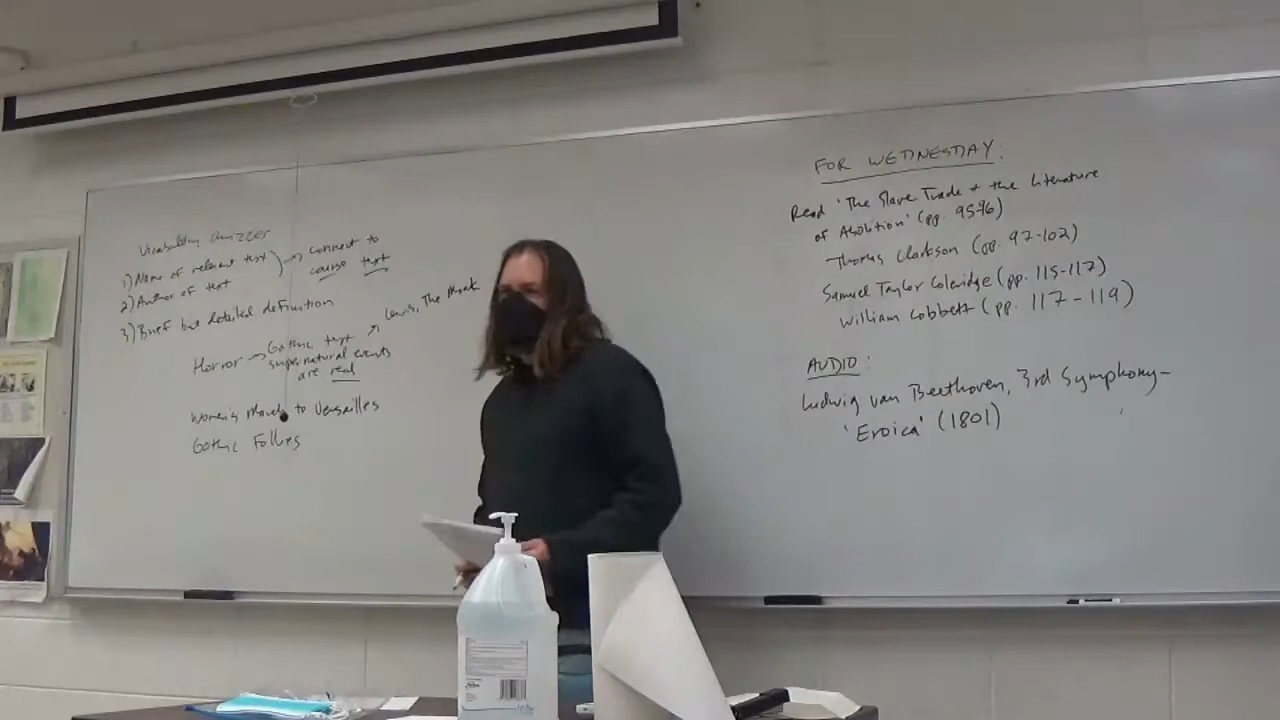 Vocabulary Quizzes
1) Name of relevant text
2) Author of text
→ connect to
course text
3) Brief but detailed definition
Horror → Gothic text
supernatural events
are real
↗ Lewis, The Monk
Women's March to Versailles
Gothic Follies
FOR WEDNESDAY:
Read 'The Slave Trade + the Literature
of Abolition' (pp. 95-96)
Thomas Clarkson (pp. 97-102)
Samuel Taylor Coleridge (pp. 115-117)
William Cobbett (pp. 117-119)
AUDIO:
Ludwig van Beethoven, 3rd Symphony-
'Eroica' (1801)